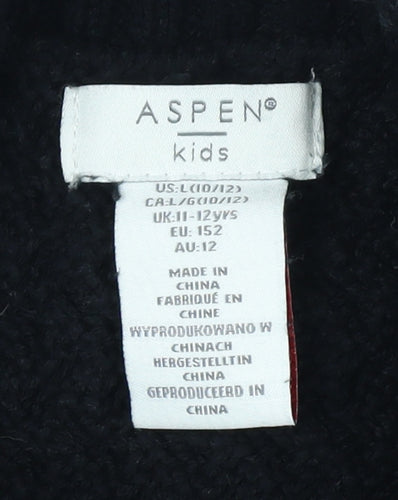 ASPEN®
kids
US:L(10/12)
CA:L/G(10/12)
UK:11-12yrs
EU: 152
AU:12
MADE IN
CHINA
FABRIQUÉ EN
CHINE
WYPRODUKOWANO W
CHINACH
HERGESTELLTIN
CHINA
GEPRODUCEERD IN
CHINA